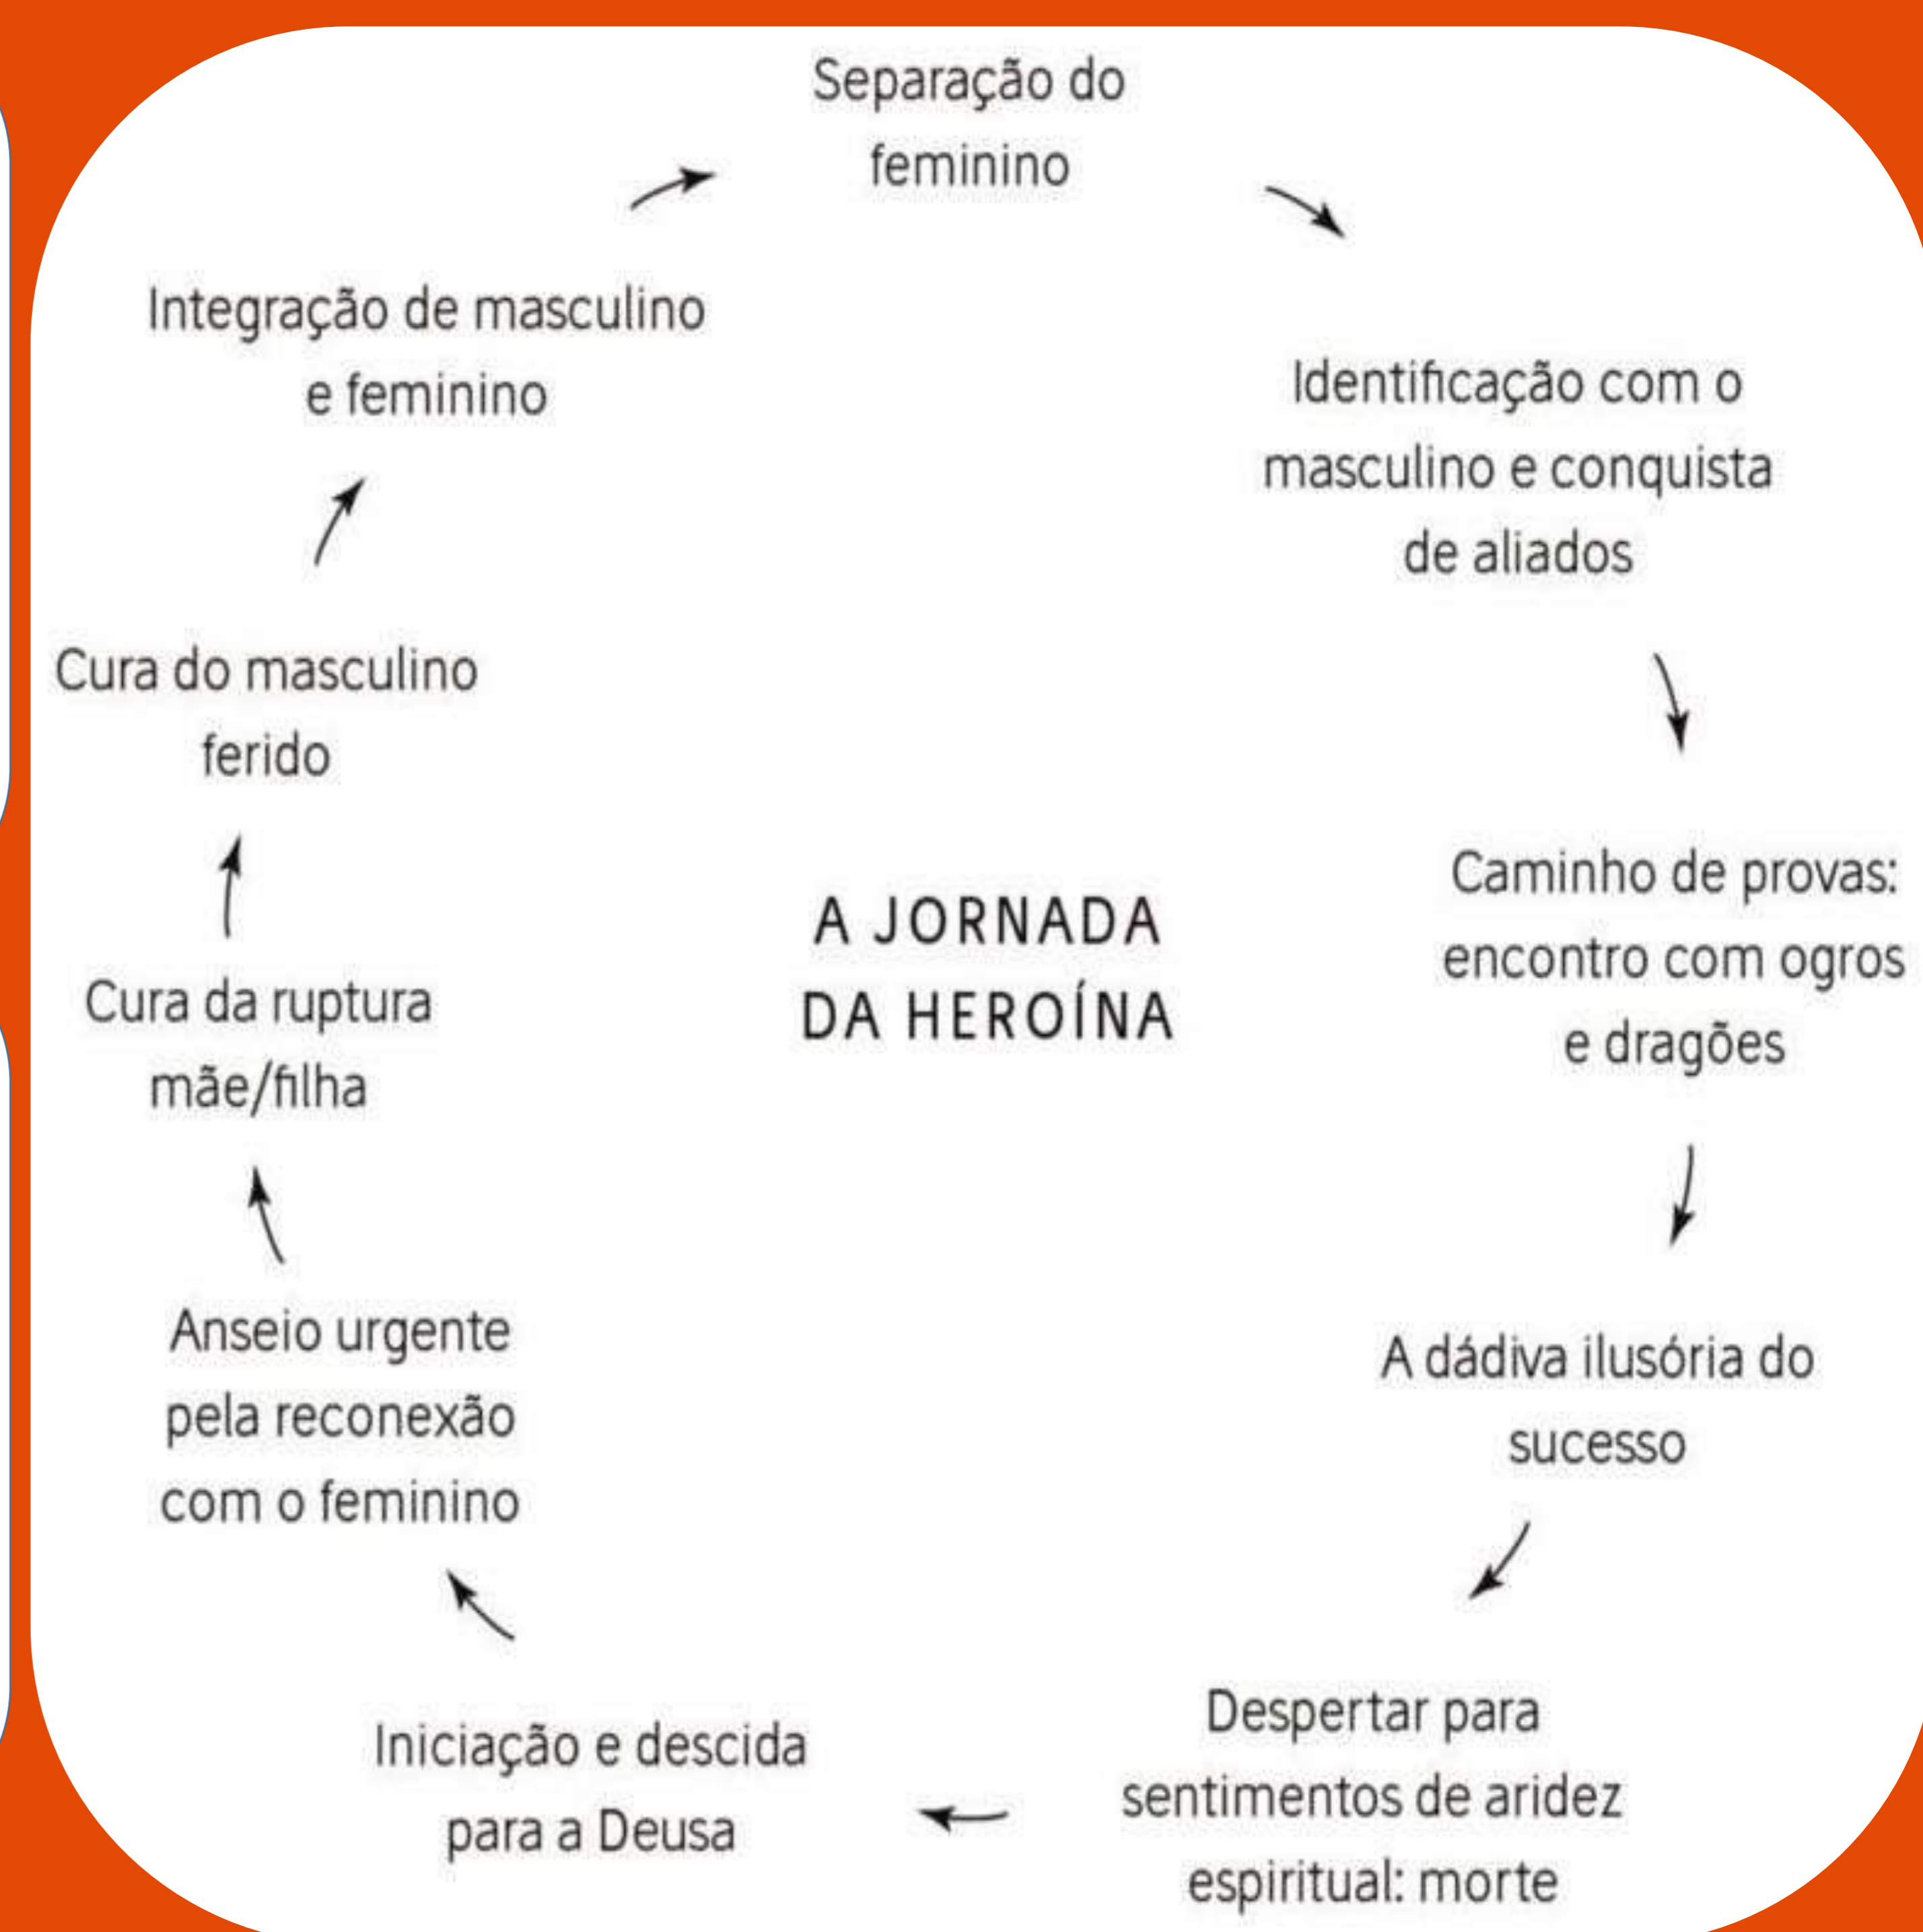 Separação do
feminino
Identificação com o
masculino e conquista
de aliados
Caminho de provas:
encontro com ogros
e dragões
A dádiva ilusória do
sucesso
Despertar para
sentimentos de aridez
espiritual: morte
Iniciação e descida
para a Deusa
Anseio urgente
pela reconexão
com o feminino
Cura da ruptura
mãe/filha
Cura do masculino
ferido
Integração de masculino
e feminino
A JORNADA
DA HEROÍNA